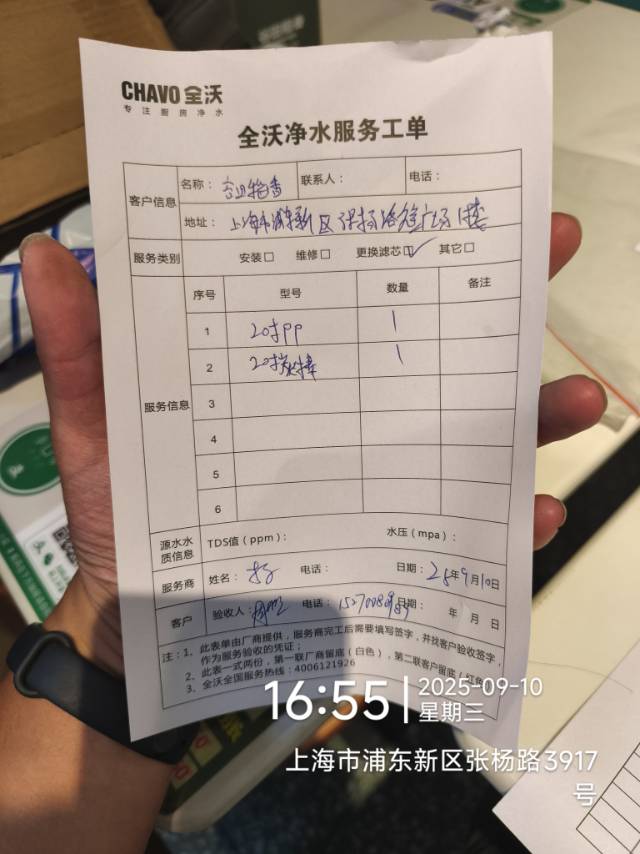 CHAVO 全沃
专注厨房净水
全沃净水服务工单
客户信息
名称：
联系人：
电话：
地址：上海市浦东新区 1楼
服务类别 安装□ 维修□ 更换滤芯☑ 其它□
服务信息
序号 型号 数量 备注
1 20寸PP 1
2 20寸炭棒 1
3
4
5
6
源水水质信息 TDS值（ppm）： 水压（mpa）：
服务商 姓名： 电话： 日期： 年9月10日
客户 验收人： 电话： 日期： 年 月 日
注：1、此表单由厂商提供，服务商完工后需要填写签字，并找客户验收签字，
作为服务验收的凭证；
2、此表一式两份，第一联厂商留底（白色），第二联客户留底
3、全沃全国服务热线：4006121926
16:55
2025-09-10
星期三
上海市浦东新区张杨路3917
号